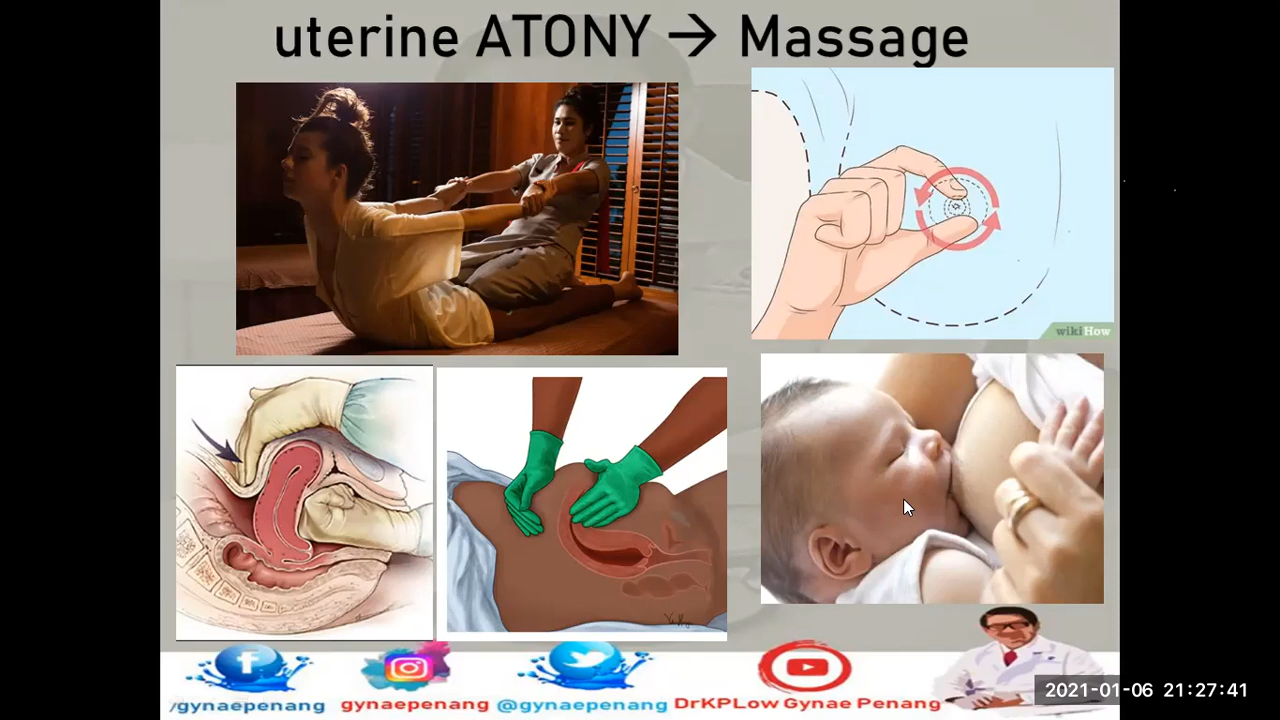 uterine ATONY → Massage
wikiHow
/gynaepenang
gynaepenang
@gynaepenang
DrKPLow Gynae Penang
2021-01-06 21:27:41